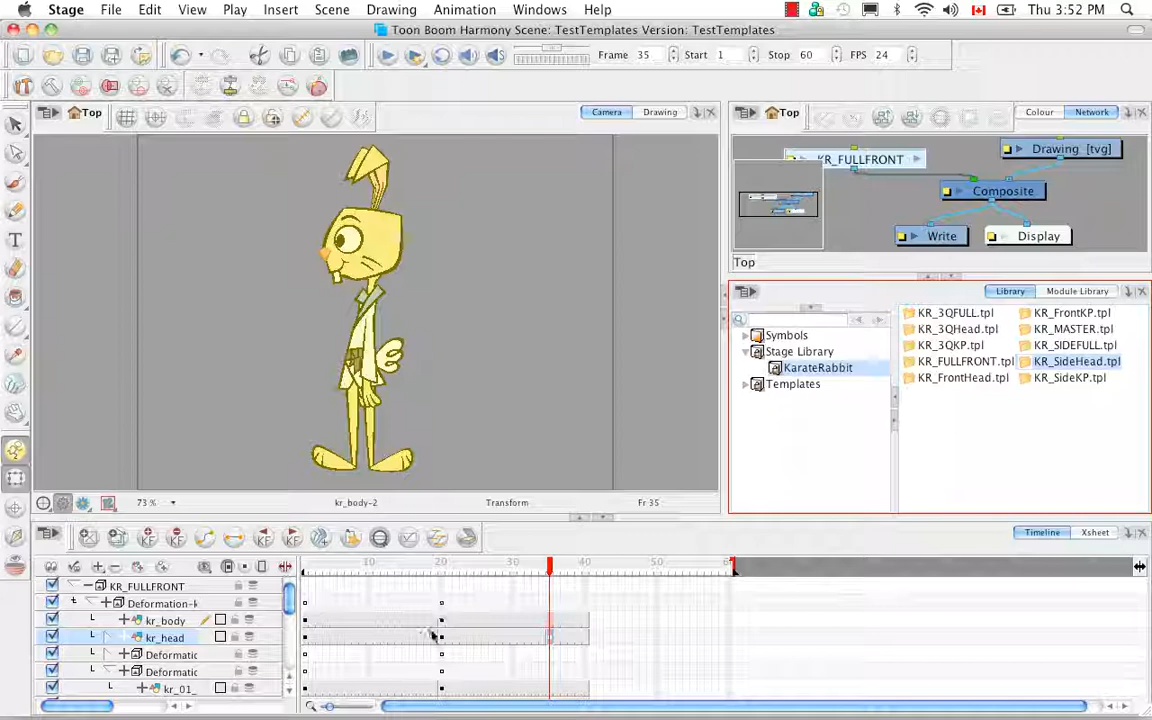 Stage File Edit View Play Insert Scene Drawing Animation Windows Help Thu 3:52 PM
Toon Boom Harmony Scene: TestTemplates Version: TestTemplates
Frame 35 Start 1 Stop 60 FPS 24
Top Camera Drawing Top Colour Network
KR_FULLFRONT Drawing [tvg]
Composite
Write Display
Top
Library Module Library
Symbols
Stage Library
KarateRabbit
Templates
KR_3QFULL.tpl KR_FrontKP.tpl
KR_3QHead.tpl KR_MASTER.tpl
KR_3QKP.tpl KR_SIDEFULL.tpl
KR_FULLFRONT.tpl KR_SideHead.tpl
KR_FrontHead.tpl KR_SideKP.tpl
73 % kr_body-2 Transform Fr 35
Timeline Xsheet
10 20 30 40 50
KR_FULLFRONT
Deformation-k
kr_body
kr_head
Deformatic
Deformatic
kr_01_